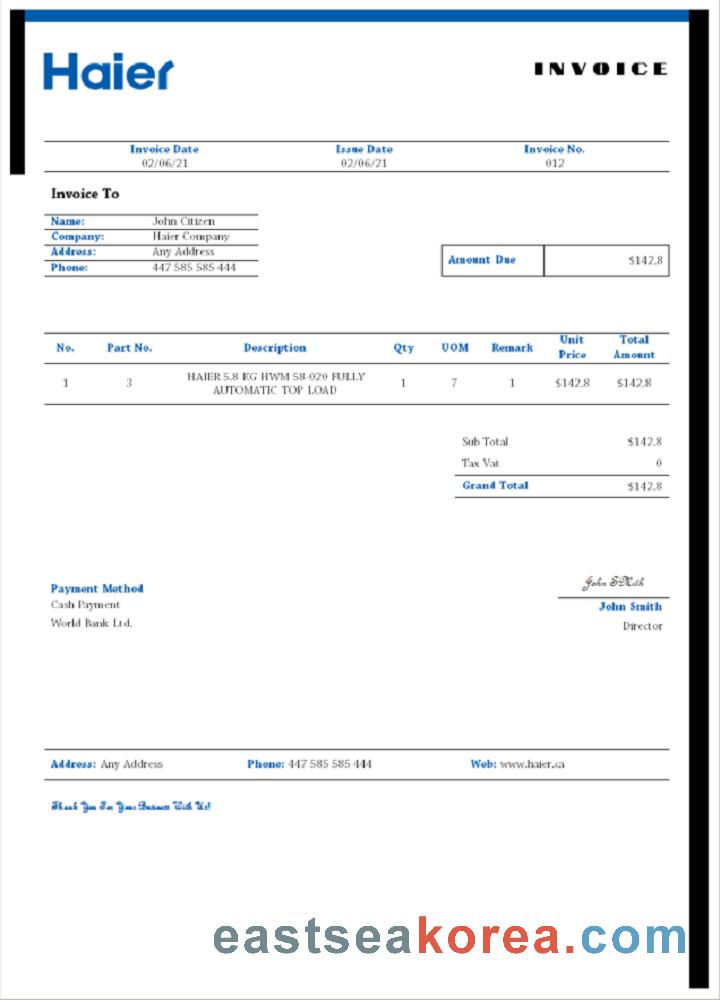 Haier
INVOICE
Invoice Date Issue Date Invoice No.
02/06/21 02/06/21 012
Invoice To
Name: John Citizen
Company: Haier Company
Address: Any Address
Phone: 447 585 585 444
Amount Due $142.8
No. Part No. Description Qty UOM Remark Unit Price Total Amount
1 3 HAIER 5.8 KG HWM 58-020 FULLY AUTOMATIC TOP LOAD 1 7 1 $142.8 $142.8
Sub Total $142.8
Tax Vat 0
Grand Total $142.8
John SMith
Payment Method
Cash Payment
World Bank Ltd.
John Smith
Director
Address: Any Address Phone: 447 585 585 444 Web: www.haier.ca
Thank You For Your Business With Us!
eastseakorea.com